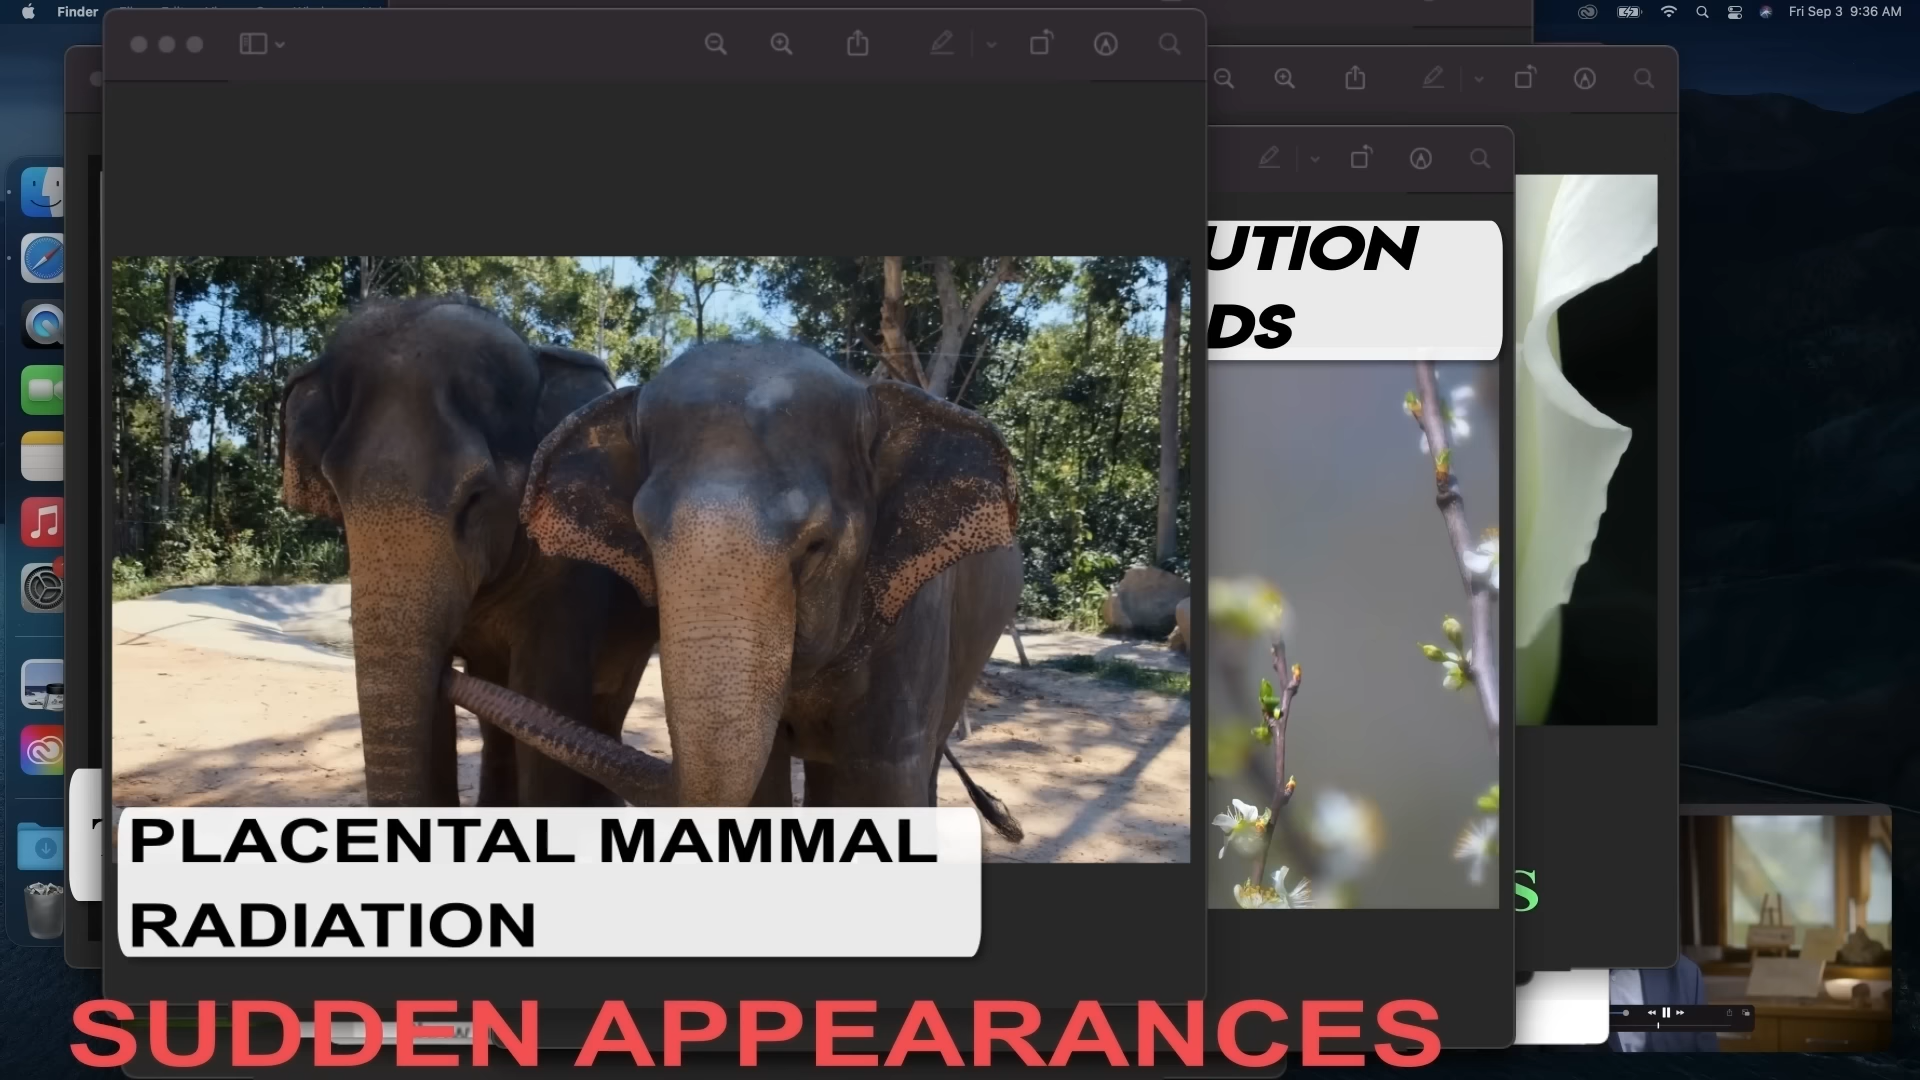 Finder
Fri Sep 3 9:36 AM
UTION
DS
S
PLACENTAL MAMMAL
RADIATION
SUDDEN APPEARANCES